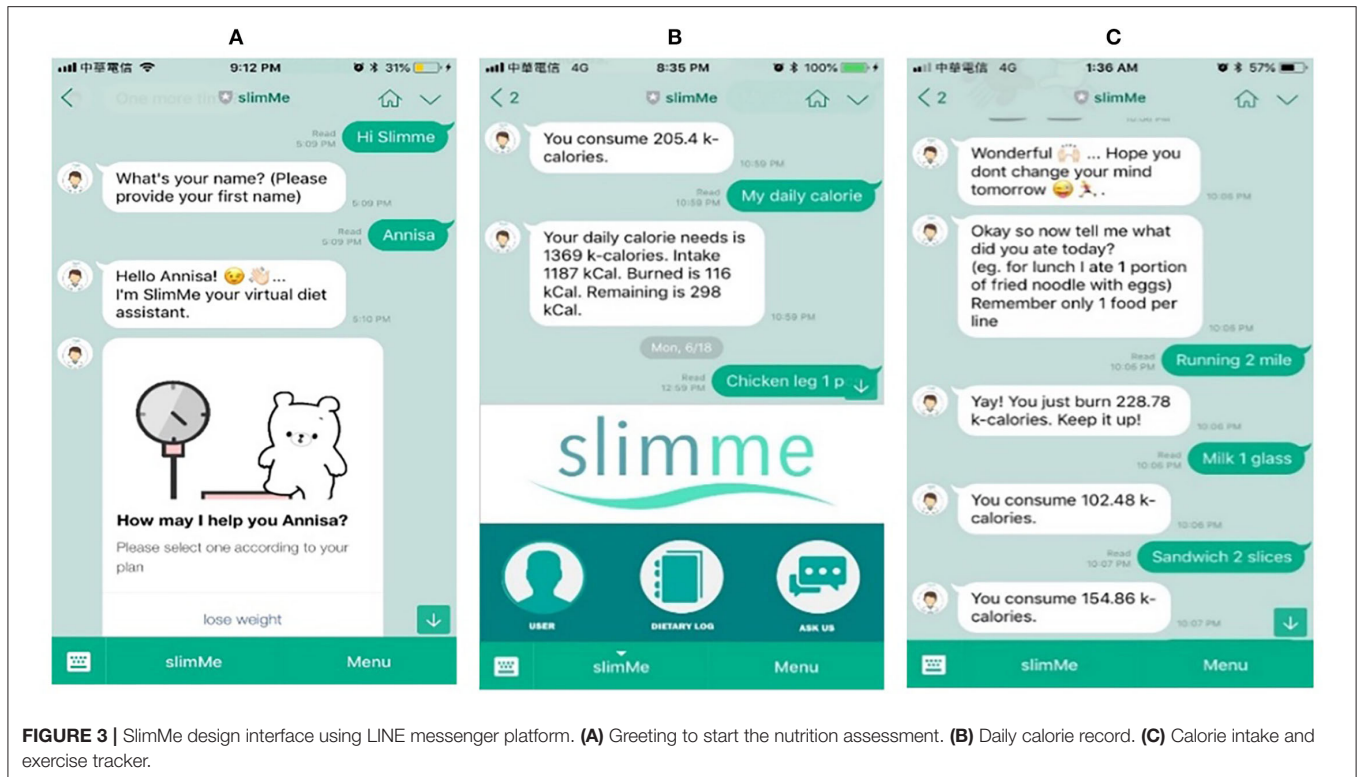 A
中華電信
9:12 PM
31%
One more tim
slimMe
Read
5:09 PM
Hi Slimme
What's your name? (Please
provide your first name)
5:09 PM
Read
5:09 PM
Annisa
Hello Annisa! 😉 👏🏻...
I'm SlimMe your virtual diet
assistant.
5:10 PM
How may I help you Annisa?
Please select one according to your
plan
lose weight
slimMe
Menu
B
中華電信 4G
8:35 PM
100%
2
slimMe
You consume 205.4 k-
calories.
10:59 PM
Read
10:59 PM
My daily calorie
Your daily calorie needs is
1369 k-calories. Intake
1187 kCal. Burned is 116
kCal. Remaining is 298
kCal.
10:59 PM
Mon, 6/18
Read
12:59 PM
Chicken leg 1 p
slimme
USER
DIETARY LOG
ASK US
slimMe
Menu
C
中華電信 4G
1:36 AM
57%
2
slimMe
Wonderful 🙌🏻 ... Hope you
dont change your mind
tomorrow 😜 🏃🏻.
10:06 PM
Okay so now tell me what
did you ate today?
(eg. for lunch I ate 1 portion
of fried noodle with eggs)
Remember only 1 food per
line
10:06 PM
Read
10:06 PM
Running 2 mile
Yay! You just burn 228.78
k-calories. Keep it up!
10:06 PM
Read
10:06 PM
Milk 1 glass
You consume 102.48 k-
calories.
10:06 PM
Read
10:07 PM
Sandwich 2 slices
You consume 154.86 k-
calories.
10:07 PM
slimMe
Menu
FIGURE 3 | SlimMe design interface using LINE messenger platform. (A) Greeting to start the nutrition assessment. (B) Daily calorie record. (C) Calorie intake and
exercise tracker.